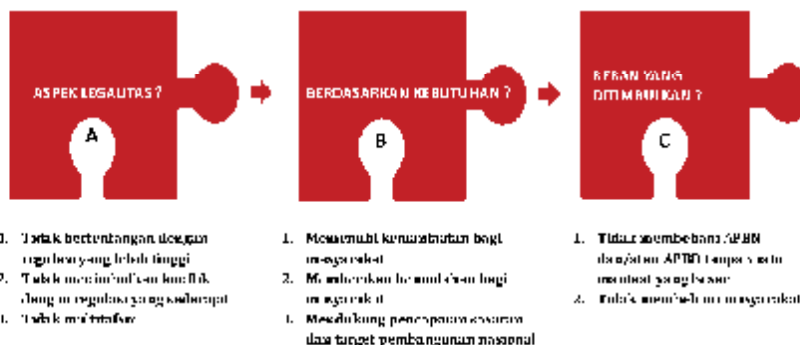 ASPEK LEGALITAS ?
A
BERDASARKAN KEBUTUHAN ?
B
BEBAN YANG
DITIMBULKAN ?
C
1. Tidak bertentangan dengan
regulasi yang lebih tinggi
2. Tidak menimbulkan konflik
dengan regulasi yang sederajat
3. Tidak multitafsir
1. Memenuhi kemanfaatan bagi
masyarakat
2. Memberikan kemudahan bagi
masyarakat
3. Mendukung pencapaian sasaran
dan target pembangunan nasional
1. Tidak membebani APBN
dan/atau APBD tanpa suatu
manfaat yang besar
2. Tidak membebani masyarakat